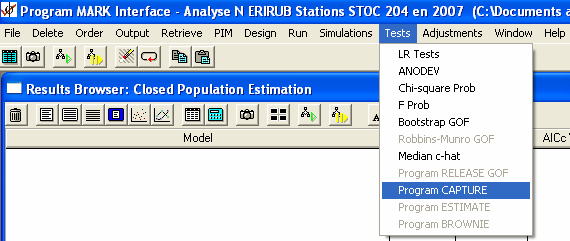 Program MARK Interface - Analyse N ERIRUB Stations STOC 204 en 2007 (C:\Documents a
File Delete Order Output Retrieve PIM Design Run Simulations Tests Adjustments Window Help
LR Tests
ANODEV
Chi-square Prob
F Prob
Bootstrap GOF
Robbins-Munro GOF
Median c-hat
Program RELEASE GOF
Program CAPTURE
Program ESTIMATE
Program BROWNIE
Results Browser: Closed Population Estimation
Model
AICc